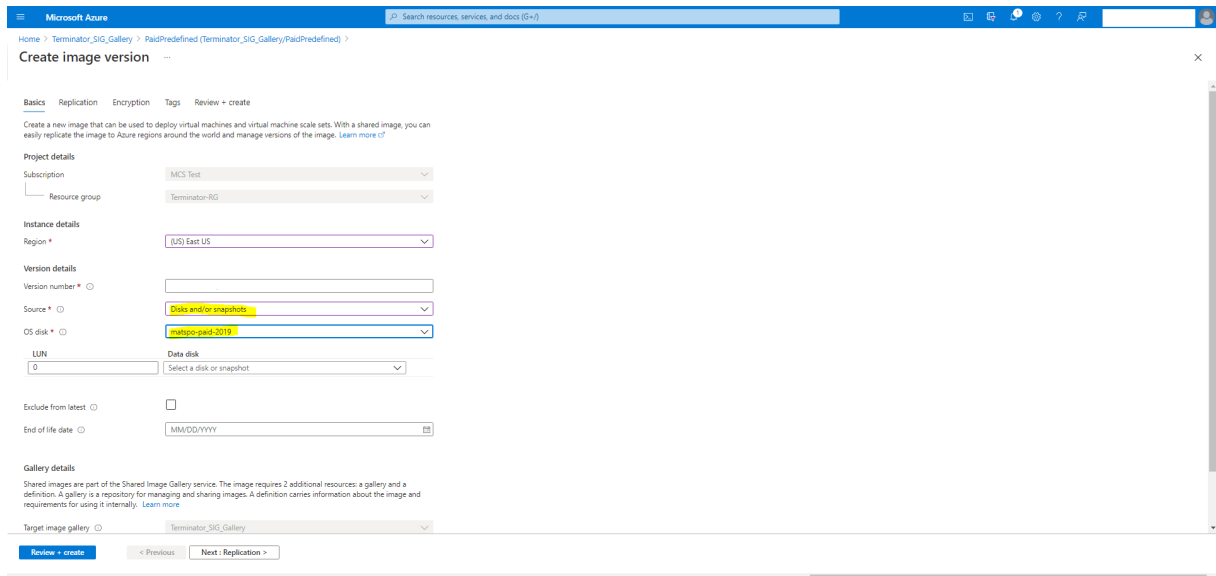 Microsoft Azure
Search resources, services, and docs (G+/)
1
Home > Terminator_SIG_Gallery > PaidPredefined (Terminator_SIG_Gallery/PaidPredefined) >
Create image version ...
Basics Replication Encryption Tags Review + create
Create a new image that can be used to deploy virtual machines and virtual machine scale sets. With a shared image, you can
easily replicate the image to Azure regions around the world and manage versions of the image. Learn more
Project details
Subscription MCS Test
Resource group Terminator-RG
Instance details
Region * (US) East US
Version details
Version number *
Source * Disks and/or snapshots
OS disk * matspo-paid-2019
LUN Data disk
0 Select a disk or snapshot
Exclude from latest
End of life date MM/DD/YYYY
Gallery details
Shared images are part of the Shared Image Gallery service. The image requires 2 additional resources: a gallery and a
definition. A gallery is a repository for managing and sharing images. A definition carries information about the image and
requirements for using it internally. Learn more
Target image gallery Terminator_SIG_Gallery
Review + create < Previous Next : Replication >